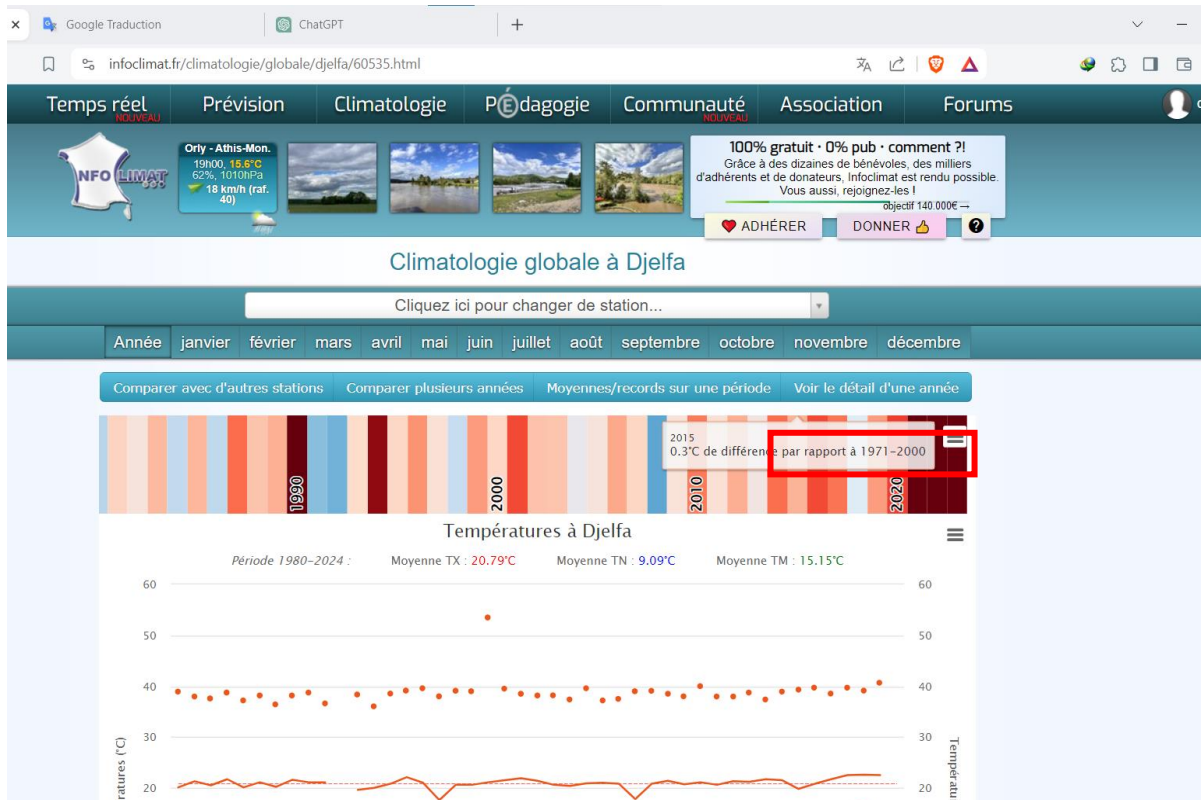 Google Traduction
ChatGPT
infoclimat.fr/climatologie/globale/djelfa/60535.html
Temps réel Prévision Climatologie PÉdagogie Communauté Association Forums
NOUVEAU NOUVEAU
NFO CLIMAT
Orly - Athis-Mon.
19h00, 15.6°C
62%, 1010hPa
18 km/h (raf.
40)
100% gratuit · 0% pub · comment ?!
Grâce à des dizaines de bénévoles, des milliers
d'adhérents et de donateurs, Infoclimat est rendu possible.
Vous aussi, rejoignez-les !
objectif 140.000€ →
ADHÉRER DONNER ?
Climatologie globale à Djelfa
Cliquez ici pour changer de station...
Année janvier février mars avril mai juin juillet août septembre octobre novembre décembre
Comparer avec d'autres stations Comparer plusieurs années Moyennes/records sur une période Voir le détail d'une année
2015
0.3°C de différence par rapport à 1971-2000
1990 2000 2010 2020
Températures à Djelfa
Période 1980-2024 : Moyenne TX : 20.79°C Moyenne TN : 9.09°C Moyenne TM : 15.15°C
60 60
50 50
40 40
30 30
20 20